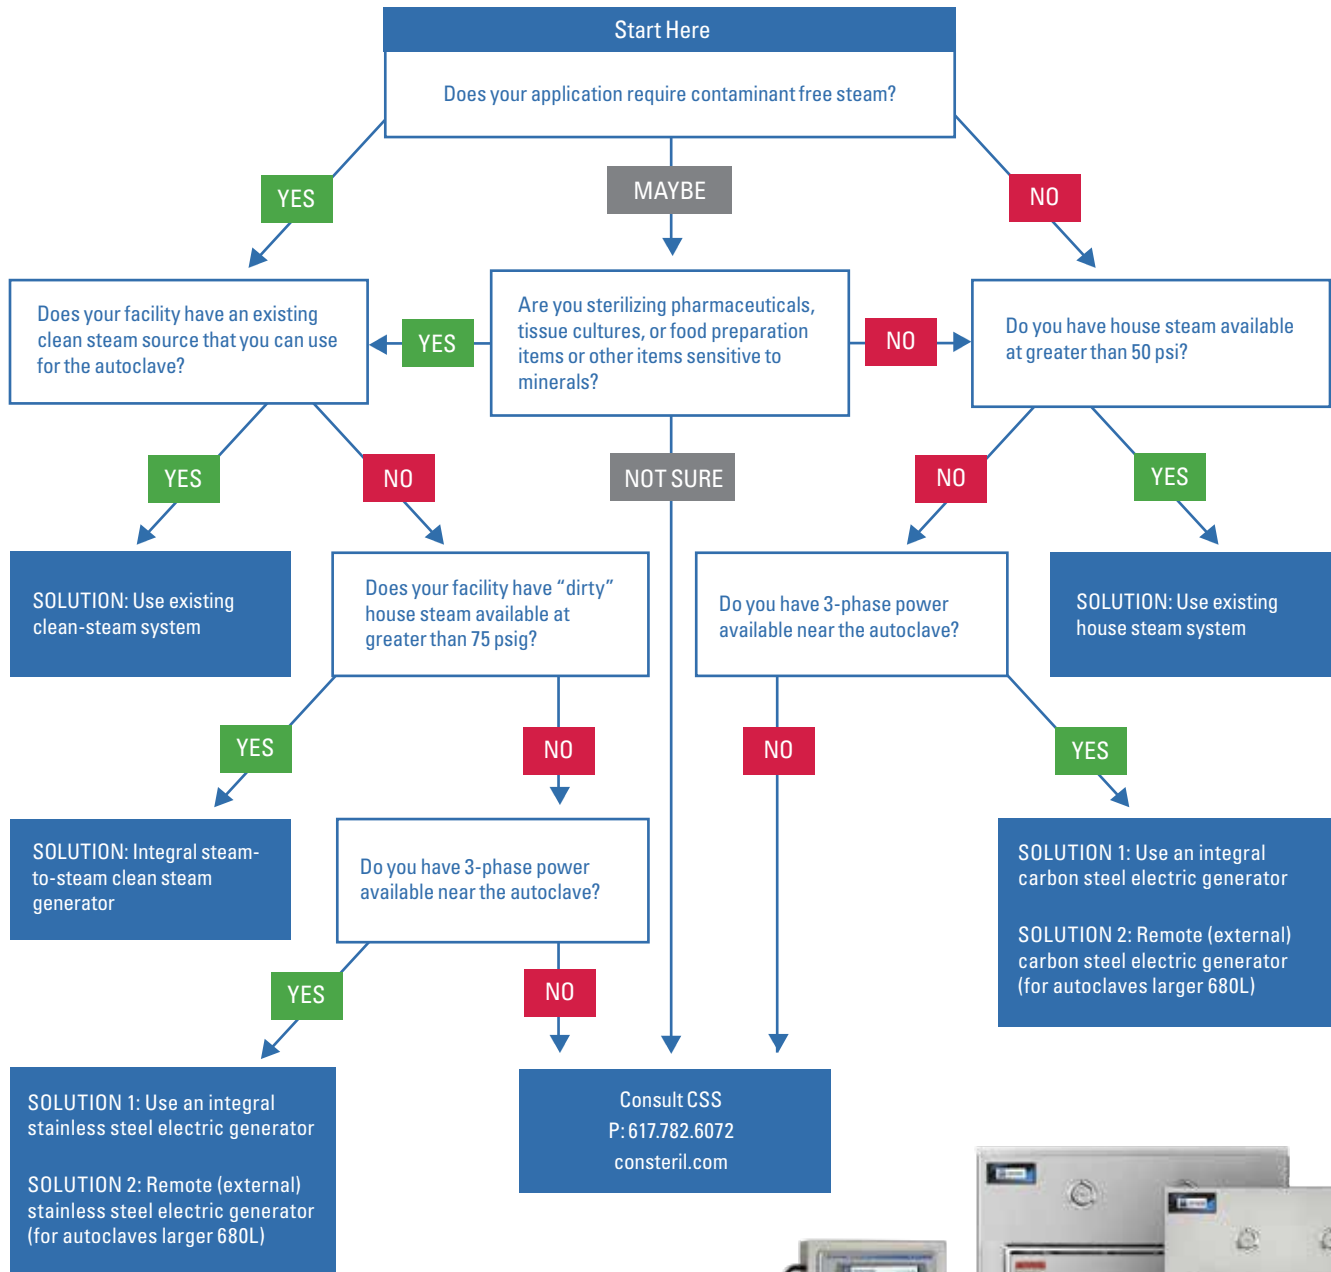 Start Here
Does your application require contaminant free steam?
YES
MAYBE
NO
Does your facility have an existing
clean steam source that you can use
for the autoclave?
YES
Are you sterilizing pharmaceuticals,
tissue cultures, or food preparation
items or other items sensitive to
minerals?
NO
Do you have house steam available
at greater than 50 psi?
YES
NO
NOT SURE
NO
YES
SOLUTION: Use existing
clean-steam system
Does your facility have “dirty”
house steam available at
greater than 75 psig?
Do you have 3-phase power
available near the autoclave?
SOLUTION: Use existing
house steam system
YES
NO
NO
YES
SOLUTION: Integral steam-
to-steam clean steam
generator
Do you have 3-phase power
available near the autoclave?
SOLUTION 1: Use an integral
carbon steel electric generator
SOLUTION 2: Remote (external)
carbon steel electric generator
(for autoclaves larger 680L)
YES
NO
SOLUTION 1: Use an integral
stainless steel electric generator
SOLUTION 2: Remote (external)
stainless steel electric generator
(for autoclaves larger 680L)
Consult CSS
P: 617.782.6072
consteril.com